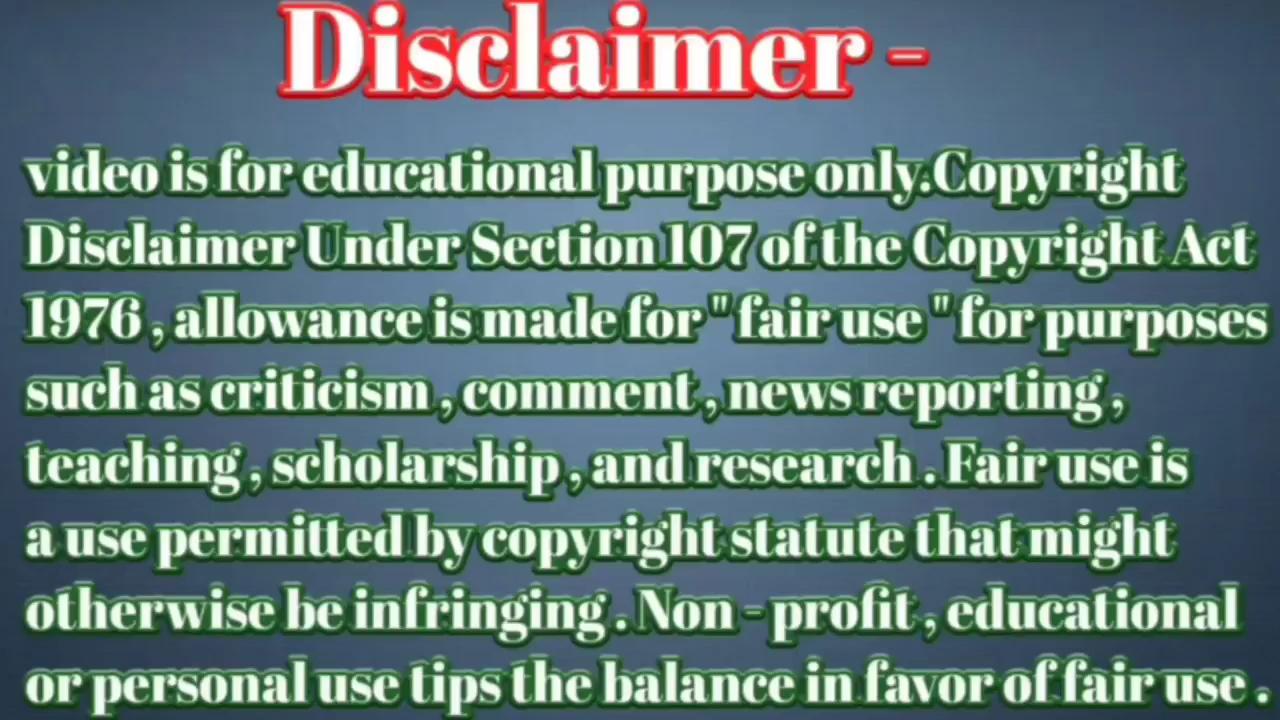 Disclaimer -
video is for educational purpose only.Copyright
Disclaimer Under Section 107 of the Copyright Act
1976 , allowance is made for " fair use " for purposes
such as criticism , comment , news reporting ,
teaching , scholarship , and research . Fair use is
a use permitted by copyright statute that might
otherwise be infringing . Non - profit , educational
or personal use tips the balance in favor of fair use .